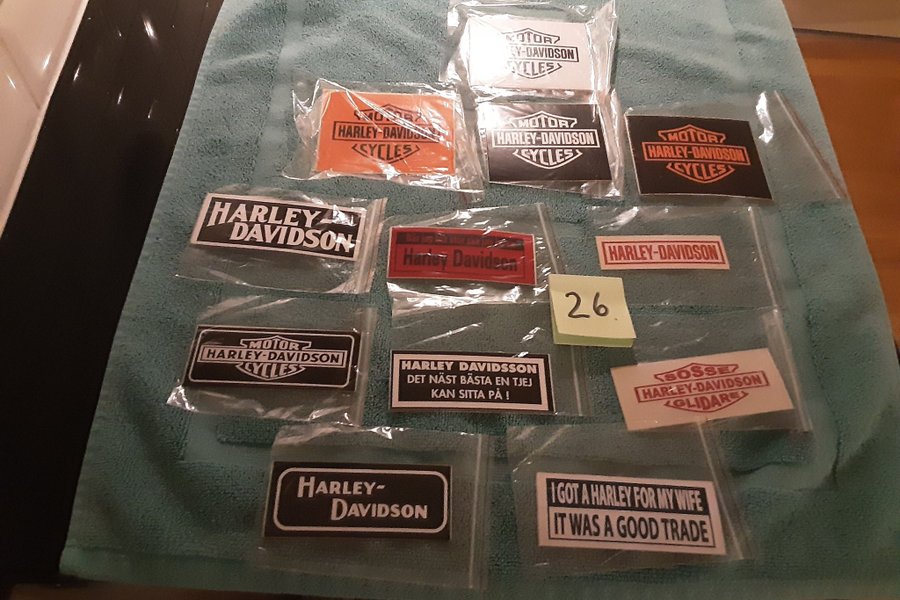 MOTOR
HARLEY-DAVIDSON
CYCLES
MOTOR
HARLEY-DAVIDSON
CYCLES
MOTOR
HARLEY-DAVIDSON
CYCLES
MOTOR
HARLEY-DAVIDSON
CYCLES
HARLEY-
DAVIDSON
Harley Davidson
HARLEY-DAVIDSON
26
MOTOR
HARLEY-DAVIDSON
CYCLES
HARLEY DAVIDSSON
DET NÄST BÄSTA EN TJEJ
KAN SITTA PÅ !
SOSSE
HARLEY-DAVIDSON
GLIDARE
HARLEY-
DAVIDSON
I GOT A HARLEY FOR MY WIFE
IT WAS A GOOD TRADE